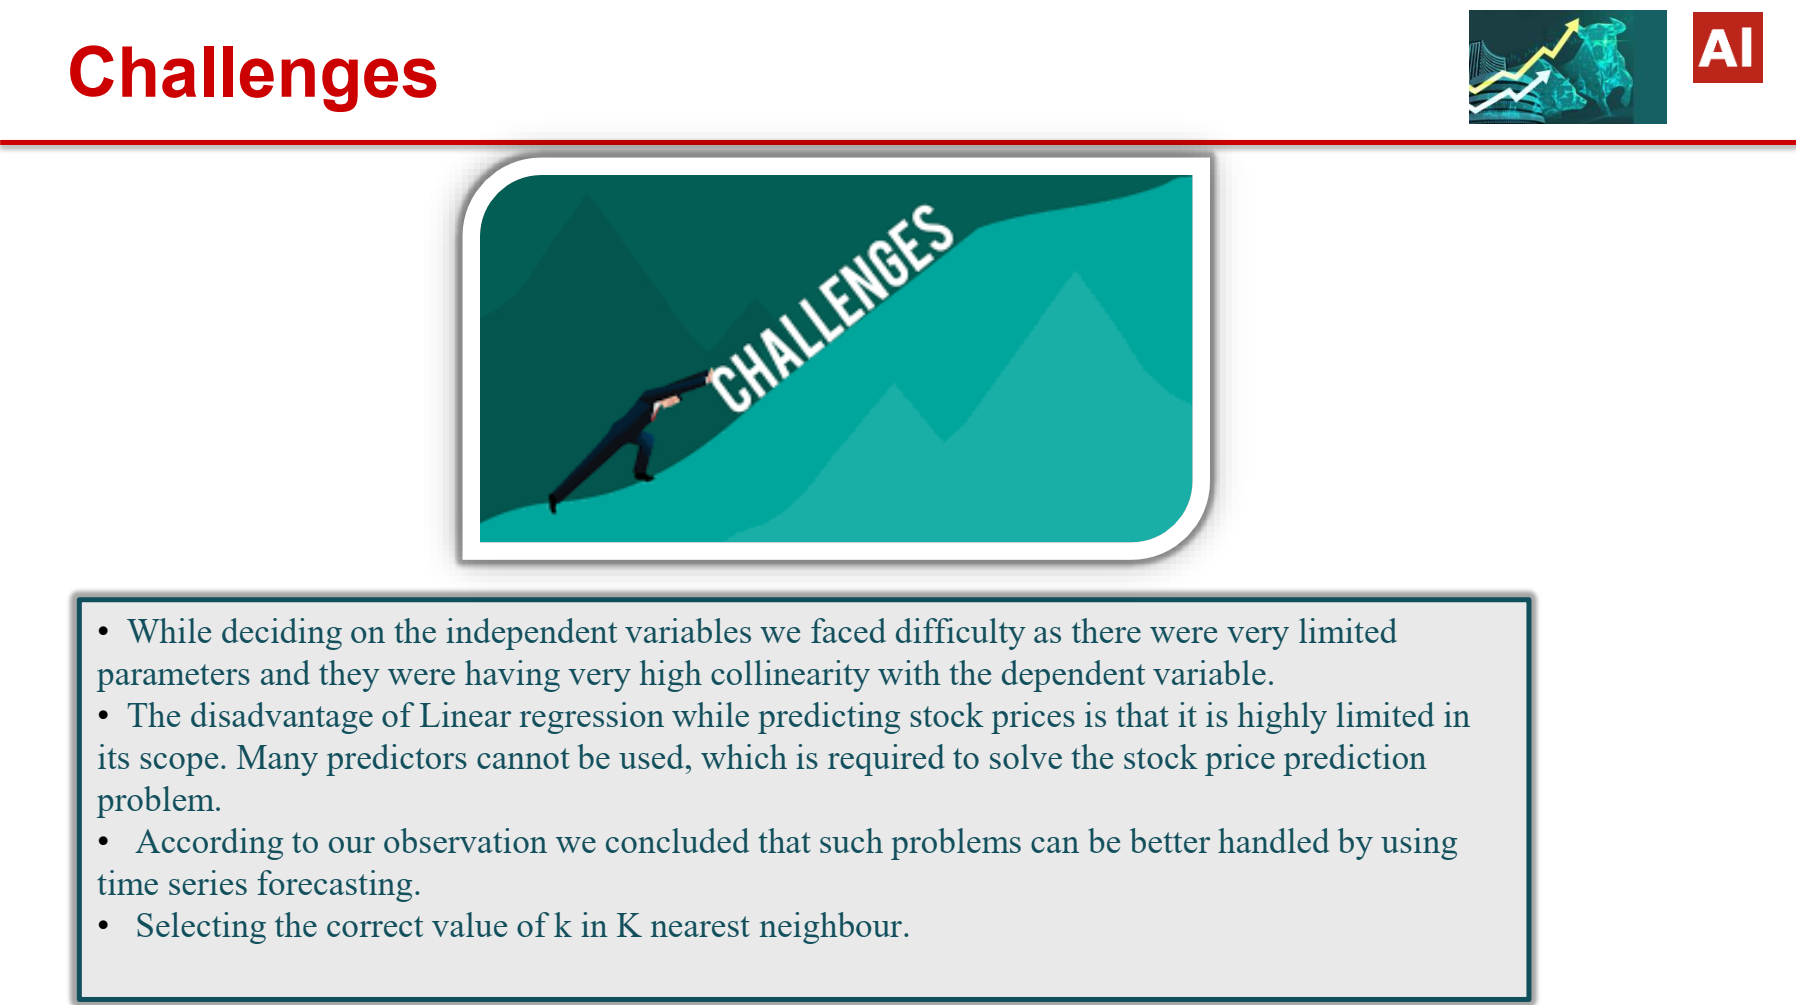 Challenges
AI
CHALLENGES
• While deciding on the independent variables we faced difficulty as there were very limited
parameters and they were having very high collinearity with the dependent variable.
• The disadvantage of Linear regression while predicting stock prices is that it is highly limited in
its scope. Many predictors cannot be used, which is required to solve the stock price prediction
problem.
• According to our observation we concluded that such problems can be better handled by using
time series forecasting.
• Selecting the correct value of k in K nearest neighbour.